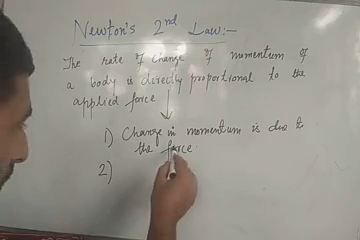 Newton's 2nd Law:-
The rate of change of momentum of
a body is directly proportional to the
applied force
1) Change in momentum is due to
the force.
2)